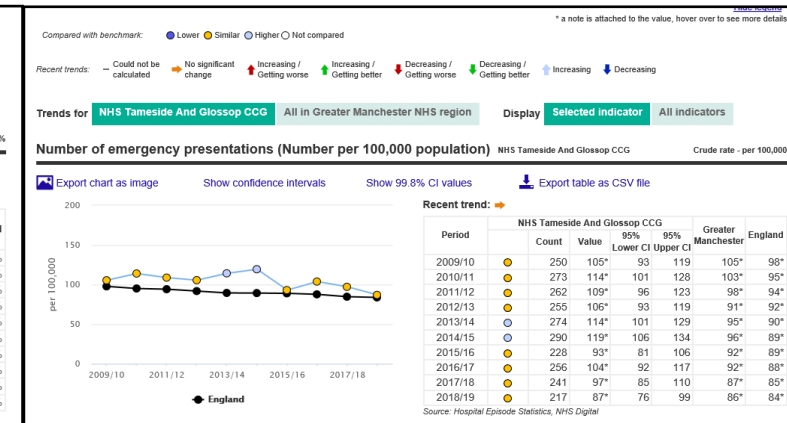 Hide legend
* a note is attached to the value, hover over to see more details
Compared with benchmark: Lower Similar Higher Not compared
Recent trends: – Could not be calculated No significant change Increasing / Getting worse Increasing / Getting better Decreasing / Getting worse Decreasing / Getting better Increasing Decreasing
Trends for NHS Tameside And Glossop CCG All in Greater Manchester NHS region Display Selected indicator All indicators
%
Number of emergency presentations (Number per 100,000 population) NHS Tameside And Glossop CCG Crude rate - per 100,000
Export chart as image Show confidence intervals Show 99.8% CI values Export table as CSV file
Recent trend:
200
150
100
50
0
per 100,000
2009/10 2011/12 2013/14 2015/16 2017/18
England
Period NHS Tameside And Glossop CCG Greater Manchester England
Count Value 95% Lower CI 95% Upper CI
2009/10 250 105* 93 119 105* 98*
2010/11 273 114* 101 128 103* 95*
2011/12 262 109* 96 123 98* 94*
2012/13 255 106* 93 119 91* 92*
2013/14 274 114* 101 129 95* 90*
2014/15 290 119* 106 134 96* 89*
2015/16 228 93* 81 106 92* 89*
2016/17 256 104* 92 117 92* 88*
2017/18 241 97* 85 110 87* 85*
2018/19 217 87* 76 99 86* 84*
Source: Hospital Episode Statistics, NHS Digital